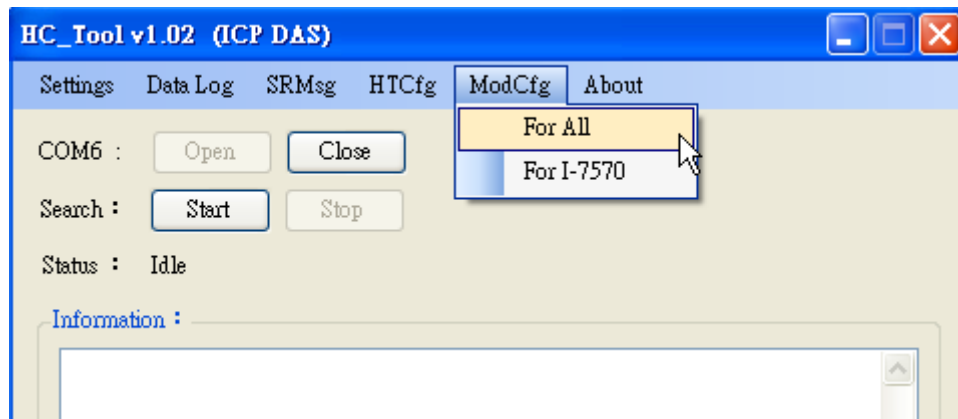 HC_Tool v1.02 (ICP DAS)
Settings Data Log SRMsg HTCfg ModCfg About
For All
For I-7570
COM6 : Open Close
Search : Start Stop
Status : Idle
Information :